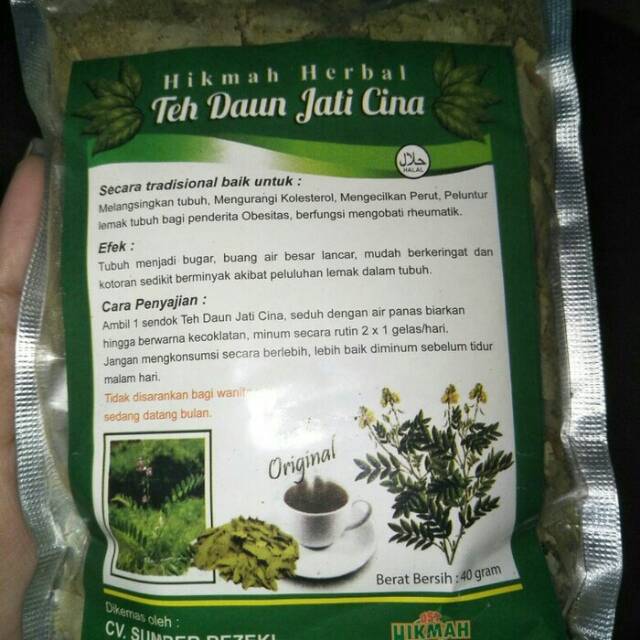 Hikmah Herbal
Teh Daun Jati Cina
حلال
HALAL
Secara tradisional baik untuk :
Melangsingkan tubuh, Mengurangi Kolesterol, Mengecilkan Perut, Peluntur
lemak tubuh bagi penderita Obesitas, berfungsi mengobati rheumatik.
Efek :
Tubuh menjadi bugar, buang air besar lancar, mudah berkeringat dan
kotoran sedikit berminyak akibat peluluhan lemak dalam tubuh.
Cara Penyajian :
Ambil 1 sendok Teh Daun Jati Cina, seduh dengan air panas biarkan
hingga berwarna kecoklatan, minum secara rutin 2 x 1 gelas/hari.
Jangan mengkonsumsi secara berlebih, lebih baik diminum sebelum tidur
malam hari.
Tidak disarankan bagi
sedang datang bulan.
Original
Berat Bersih : 40 gram
Dikemas oleh :
CV. SUMBER REZEKI
HIKMAH